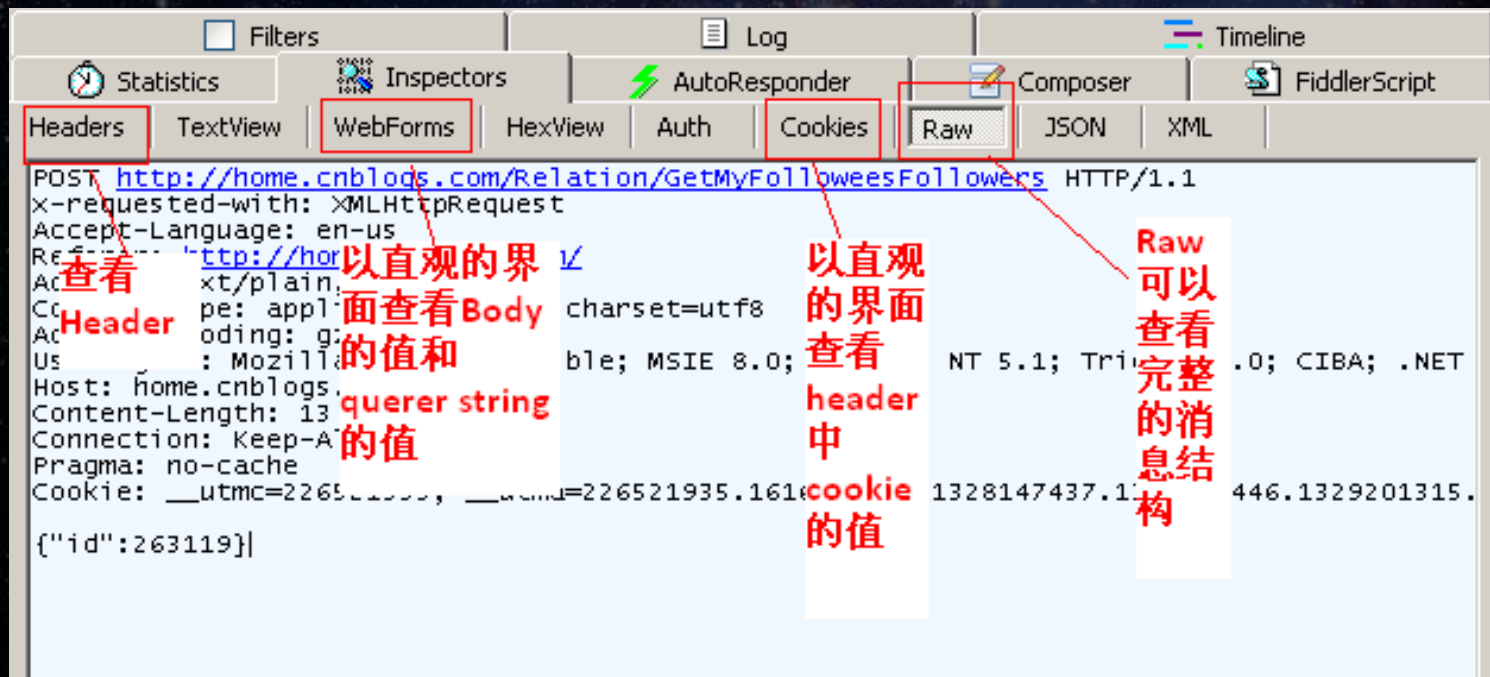 Filters
Log
Timeline
Statistics
Inspectors
AutoResponder
Composer
FiddlerScript
Headers
TextView
WebForms
HexView
Auth
Cookies
Raw
JSON
XML
POST http://home.cnblogs.com/Relation/GetMyFolloweesFollowers HTTP/1.1
x-requested-with: XMLHttpRequest
Accept-Language: en-us
charset=utf8
MSIE 8.0; NT 5.1; .0; CIBA; .NET
Host: home.cnblogs.
Content-Length: 13
Connection: Keep-A
Pragma: no-cache
Cookie: __utmc= =226521935. 1328147437. 446.1329201315.
{"id":263119}
查看
Header
以直观的界
面查看Body
的值和
querer string
的值
以直观
的界面
查看
header
中
cookie
的值
Raw
可以
查看
完整
的消
息结
构